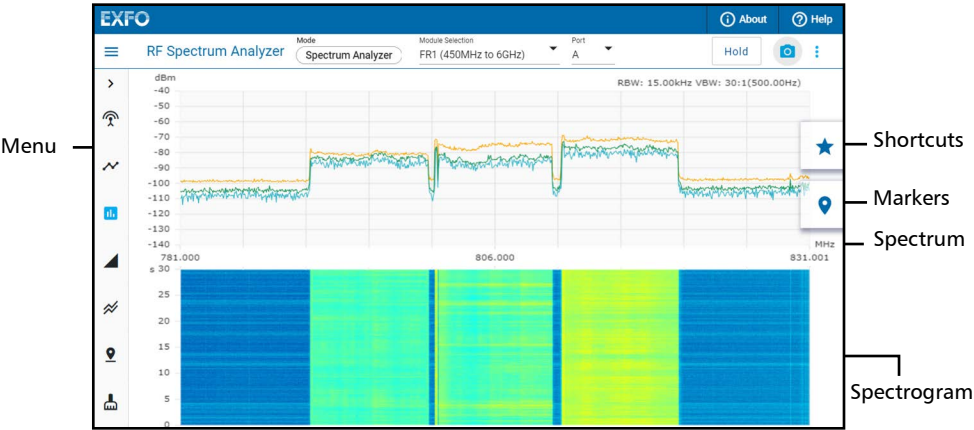 EXFO
About
Help
RF Spectrum Analyzer
Mode
Spectrum Analyzer
Module Selection
FR1 (450MHz to 6GHz)
Port
A
Hold
dBm
RBW: 15.00kHz VBW: 30:1(500.00Hz)
-40
-50
-60
-70
-80
-90
-100
-110
-120
-130
-140
MHz
781.000
806.000
831.001
s 30
25
20
15
10
5
0
Menu
Shortcuts
Markers
Spectrum
Spectrogram